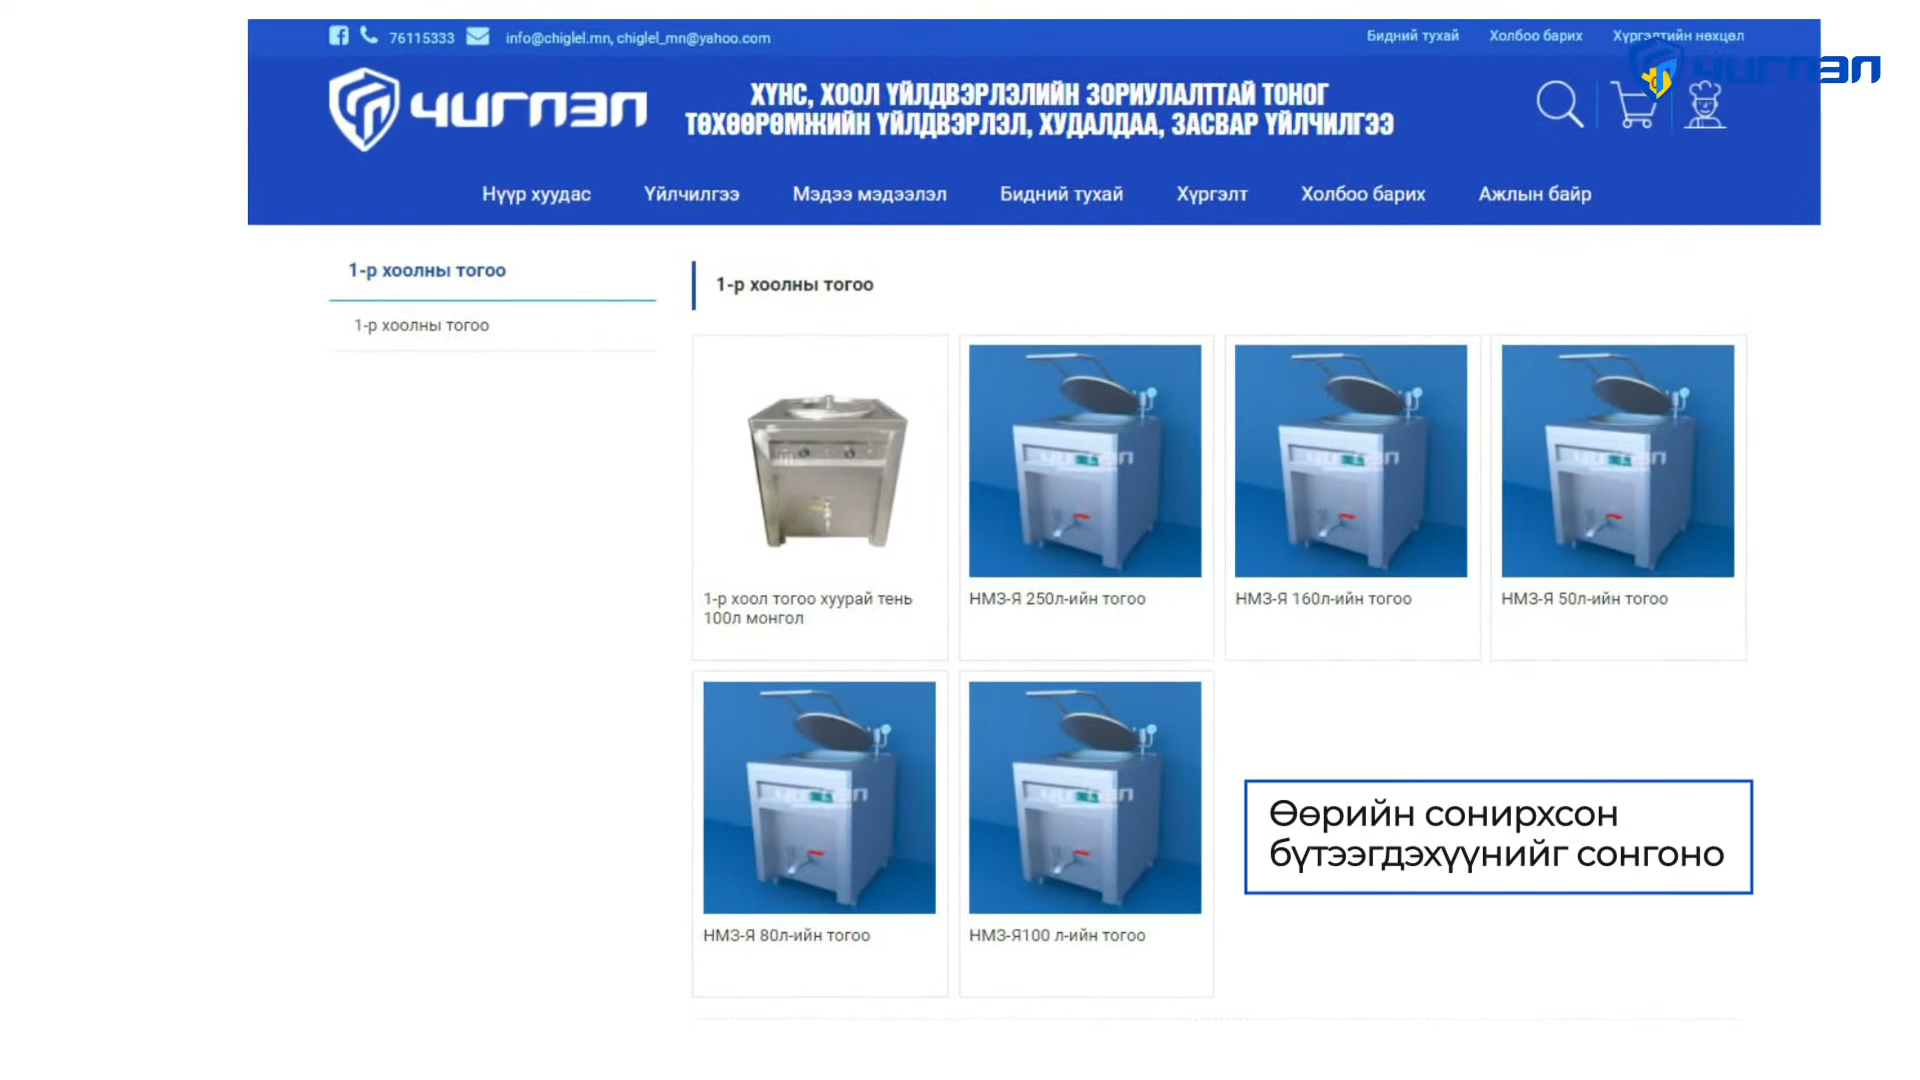 76115333 info@chiglel.mn, chiglel_mn@yahoo.com
Бидний тухай Холбоо барих Хүргэлтийн нөхцөл
чиглэл
чиглэл
ХҮНС, ХООЛ ҮЙЛДВЭРЛЭЛИЙН ЗОРИУЛАЛТТАЙ ТОНОГ
ТӨХӨӨРӨМЖИЙН ҮЙЛДВЭРЛЭЛ, ХУДАЛДАА, ЗАСВАР ҮЙЛЧИЛГЭЭ
Нүүр хуудас Үйлчилгээ Мэдээ мэдээлэл Бидний тухай Хүргэлт Холбоо барих Ажлын байр
1-р хоолны тогоо
1-р хоолны тогоо
1-р хоолны тогоо
1-р хоол тогоо хуурай тень
100л монгол
НМЗ-Я 250л-ийн тогоо
НМЗ-Я 160л-ийн тогоо
НМЗ-Я 50л-ийн тогоо
НМЗ-Я 80л-ийн тогоо
НМЗ-Я100 л-ийн тогоо
Өөрийн сонирхсон
бүтээгдэхүүнийг сонгоно